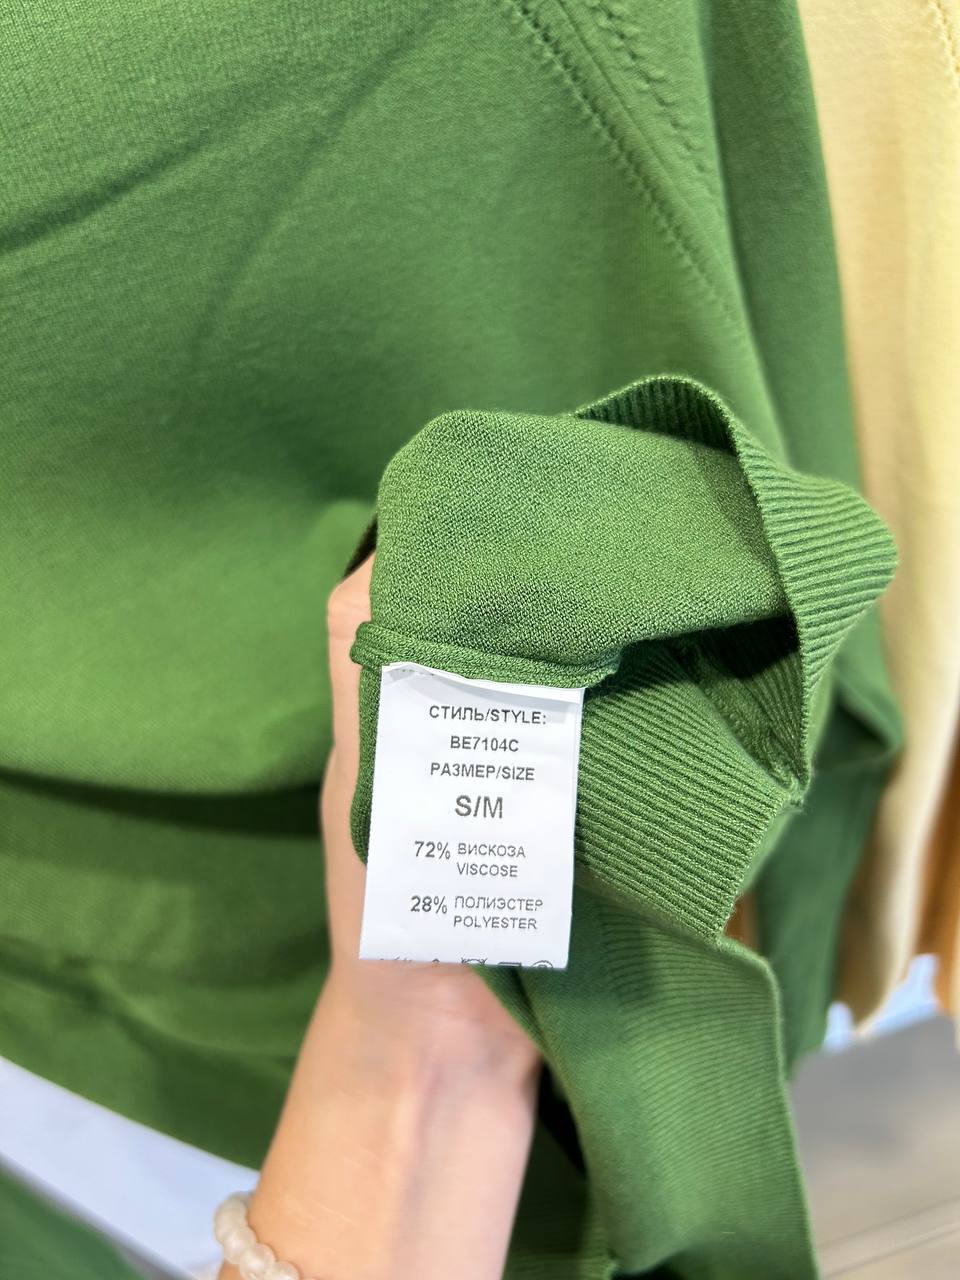 СТИЛЬ/STYLE:
BE7104C
РАЗМЕР/SIZE
S/M
72% ВИСКОЗА
VISCOSE
28% ПОЛИЭСТЕР
POLYESTER